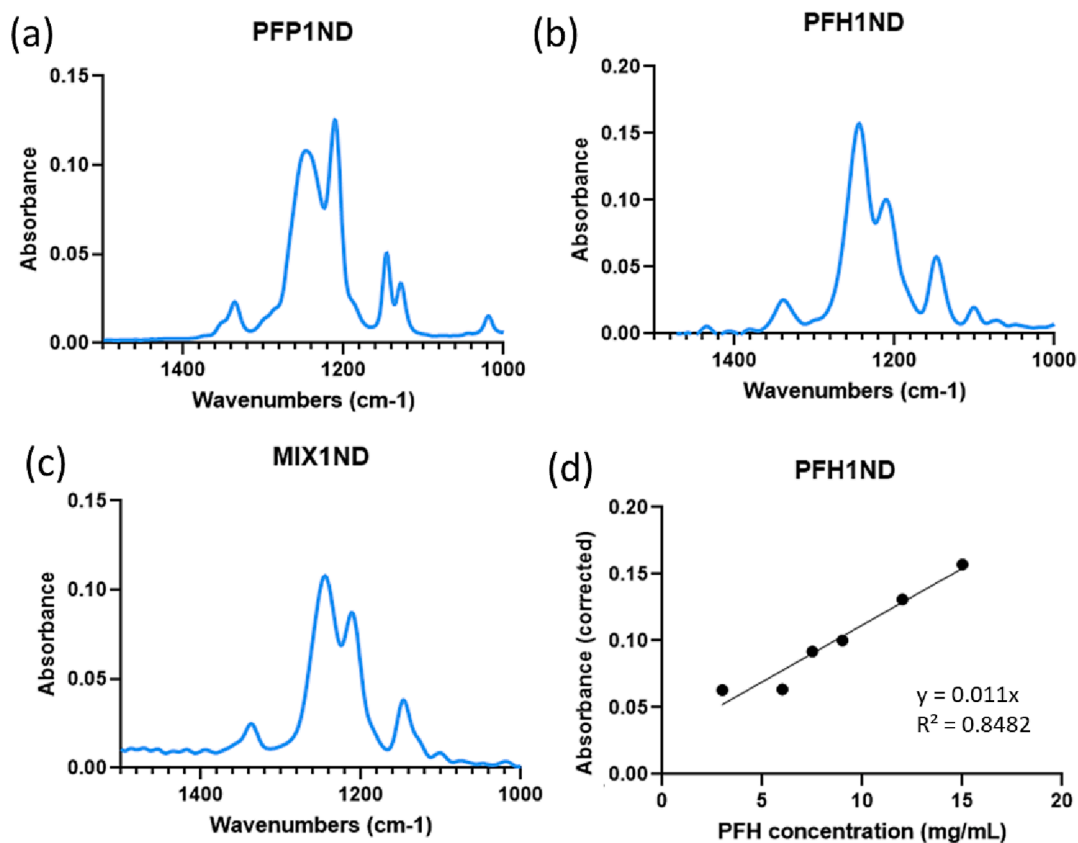 (a)
PFP1ND
0.15
0.10
0.05
0.00
Absorbance
1400
1200
1000
Wavenumbers (cm-1)
(b)
PFH1ND
0.20
0.15
0.10
0.05
0.00
Absorbance
1400
1200
1000
Wavenumbers (cm-1)
(c)
MIX1ND
0.15
0.10
0.05
0.00
Absorbance
1400
1200
1000
Wavenumbers (cm-1)
(d)
PFH1ND
0.20
0.15
0.10
0.05
0.00
Absorbance (corrected)
y = 0.011x
R² = 0.8482
0
5
10
15
20
PFH concentration (mg/mL)